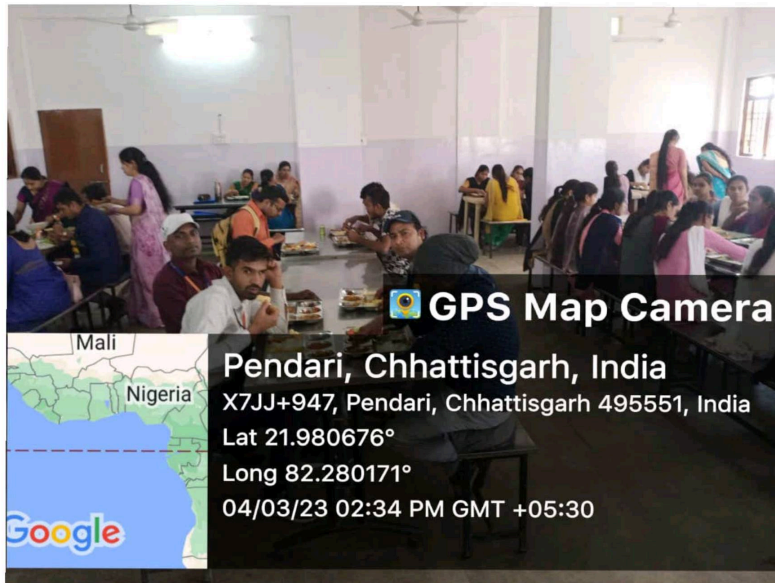 GPS Map Camera
Mali
Nigeria
Google
Pendari, Chhattisgarh, India
X7JJ+947, Pendari, Chhattisgarh 495551, India
Lat 21.980676°
Long 82.280171°
04/03/23 02:34 PM GMT +05:30